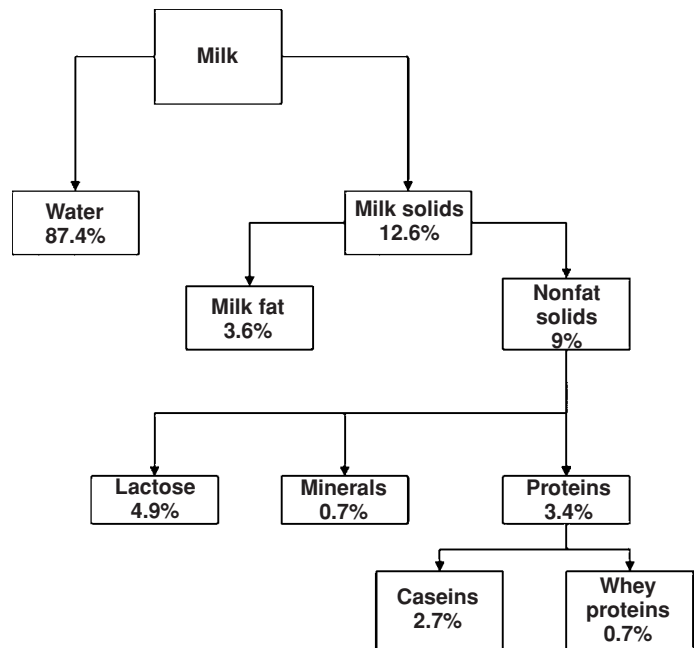 Milk
Water
87.4%
Milk solids
12.6%
Milk fat
3.6%
Nonfat
solids
9%
Lactose
4.9%
Minerals
0.7%
Proteins
3.4%
Caseins
2.7%
Whey
proteins
0.7%